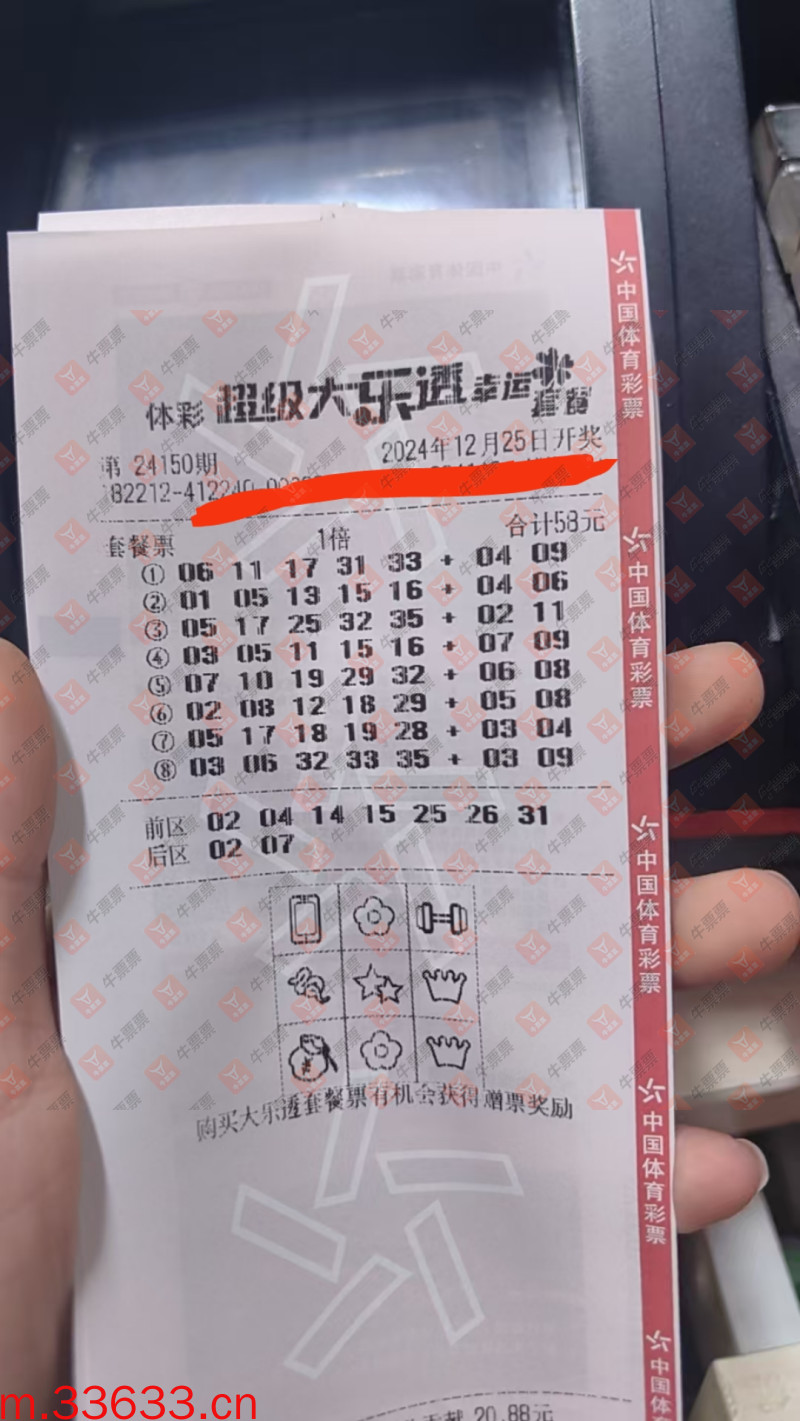 体彩 超级大乐透 幸运套餐
第 24150期 2024年12月25日开奖
套餐票 1倍 合计58元
① 06 11 17 31 33 + 04 09
② 01 05 13 15 16 + 04 06
③ 05 17 25 32 35 + 02 11
④ 03 05 11 15 16 + 07 09
⑤ 07 10 19 29 32 + 06 08
⑥ 02 08 12 18 29 + 05 08
⑦ 05 17 18 19 28 + 03 04
⑧ 03 06 32 33 35 + 03 09
前区 02 04 14 15 25 26 31
后区 02 07
购买大乐透套餐票有机会获得赠票奖励
20.88元
中国体育彩票
中国体育彩票
中国体育彩票
中国体育彩票
中国体
牛票票
m.33633.cn